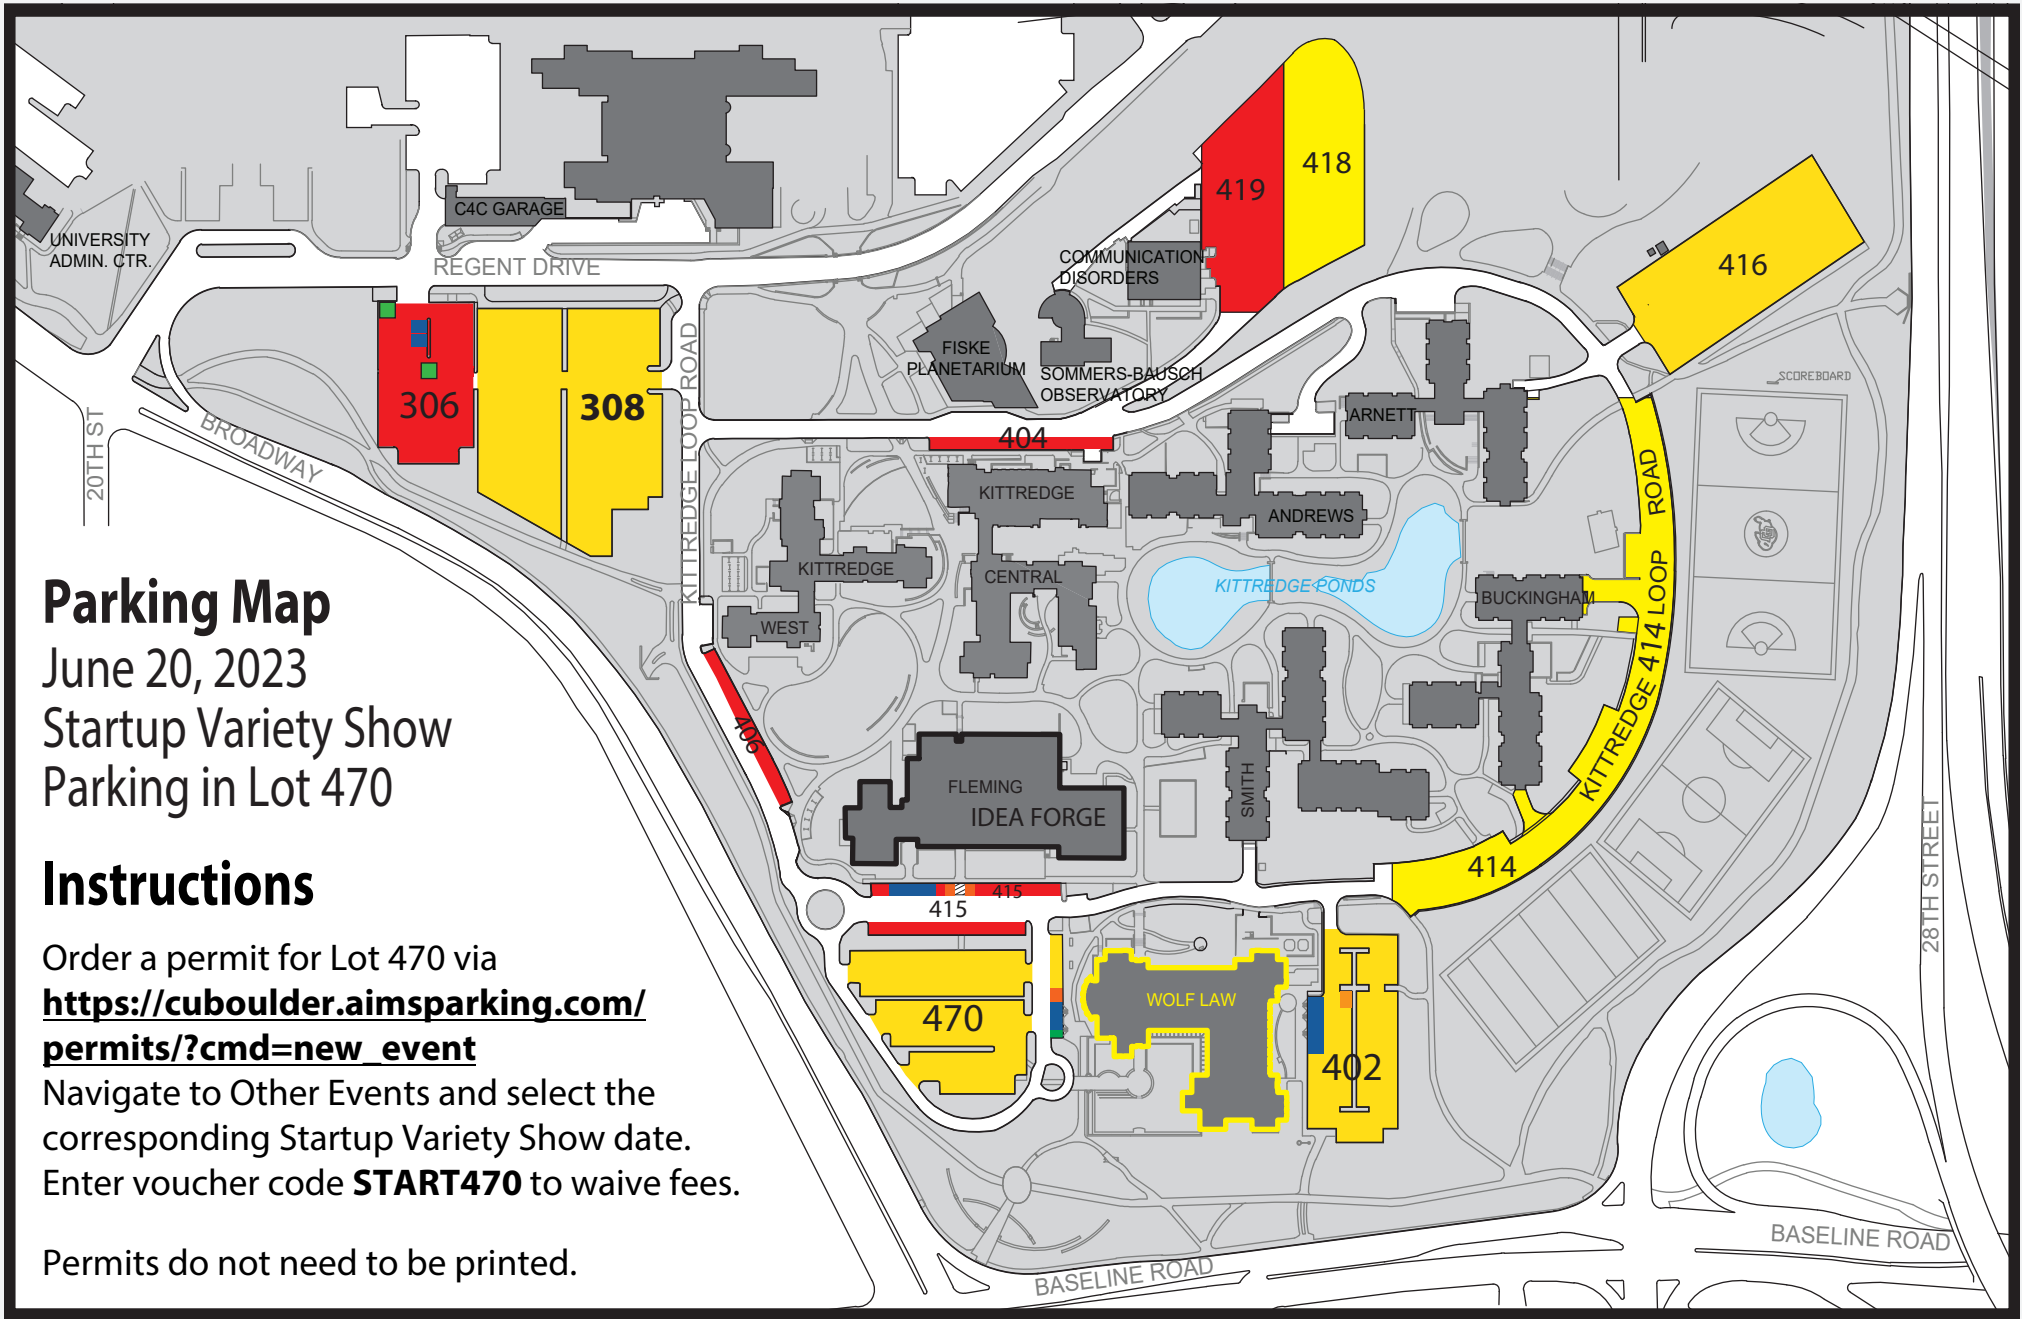 418
419
C4C GARAGE
UNIVERSITY
ADMIN. CTR.
REGENT DRIVE
COMMUNICATION
DISORDERS
416
FISKE
PLANETARIUM
SOMMERS-BAUSCH
OBSERVATORY
SCOREBOARD
306
308
KITTREDGE LOOP ROAD
20TH ST
BROADWAY
404
ARNETT
KITTREDGE
ANDREWS
KITTREDGE
CENTRAL
KITTREDGE PONDS
BUCKINGHAM
WEST
KITTREDGE 414 LOOP ROAD
406
SMITH
FLEMING
IDEA FORGE
414
415
415
28TH STREET
470
WOLF LAW
402
BASELINE ROAD
BASELINE ROAD
Parking Map
June 20, 2023
Startup Variety Show
Parking in Lot 470
Instructions
Order a permit for Lot 470 via
https://cuboulder.aimsparking.com/
permits/?cmd=new_event
Navigate to Other Events and select the
corresponding Startup Variety Show date.
Enter voucher code START470 to waive fees.
Permits do not need to be printed.